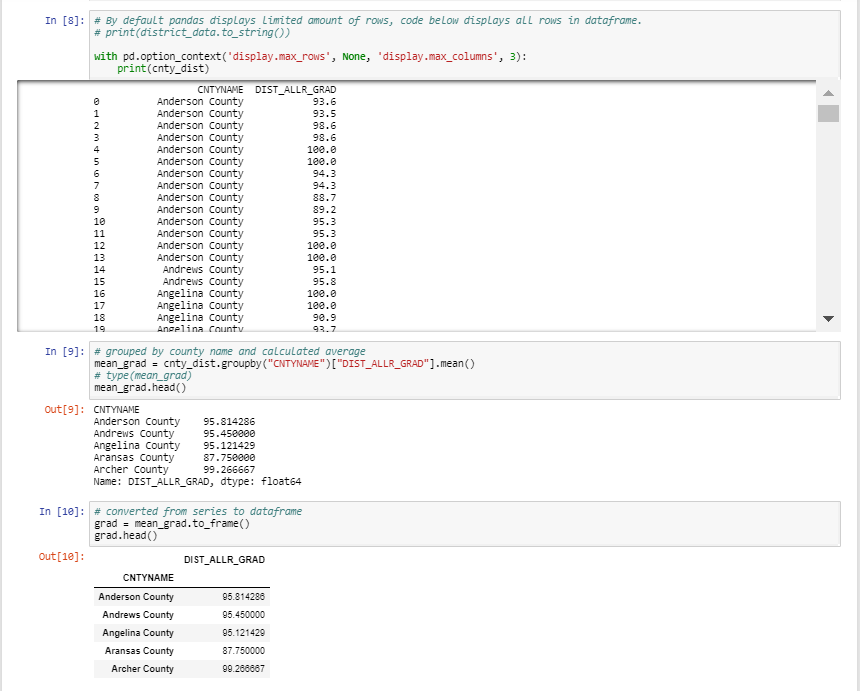 In [8]: # By default pandas displays limited amount of rows, code below displays all rows in dataframe.
# print(district_data.to_string())
with pd.option_context('display.max_rows', None, 'display.max_columns', 3):
print(cnty_dist)
CNTYNAME DIST_ALLR_GRAD
0 Anderson County 93.6
1 Anderson County 93.5
2 Anderson County 98.6
3 Anderson County 98.6
4 Anderson County 100.0
5 Anderson County 100.0
6 Anderson County 94.3
7 Anderson County 94.3
8 Anderson County 88.7
9 Anderson County 89.2
10 Anderson County 95.3
11 Anderson County 95.3
12 Anderson County 100.0
13 Anderson County 100.0
14 Andrews County 95.1
15 Andrews County 95.8
16 Angelina County 100.0
17 Angelina County 100.0
18 Angelina County 90.9
19 Angelina County 93.7
In [9]: # grouped by county name and calculated average
mean_grad = cnty_dist.groupby("CNTYNAME")["DIST_ALLR_GRAD"].mean()
# type(mean_grad)
mean_grad.head()
Out[9]: CNTYNAME
Anderson County 95.814286
Andrews County 95.450000
Angelina County 95.121429
Aransas County 87.750000
Archer County 99.266667
Name: DIST_ALLR_GRAD, dtype: float64
In [10]: # converted from series to dataframe
grad = mean_grad.to_frame()
grad.head()
Out[10]:
DIST_ALLR_GRAD
CNTYNAME
Anderson County 95.814286
Andrews County 95.450000
Angelina County 95.121429
Aransas County 87.750000
Archer County 99.266667